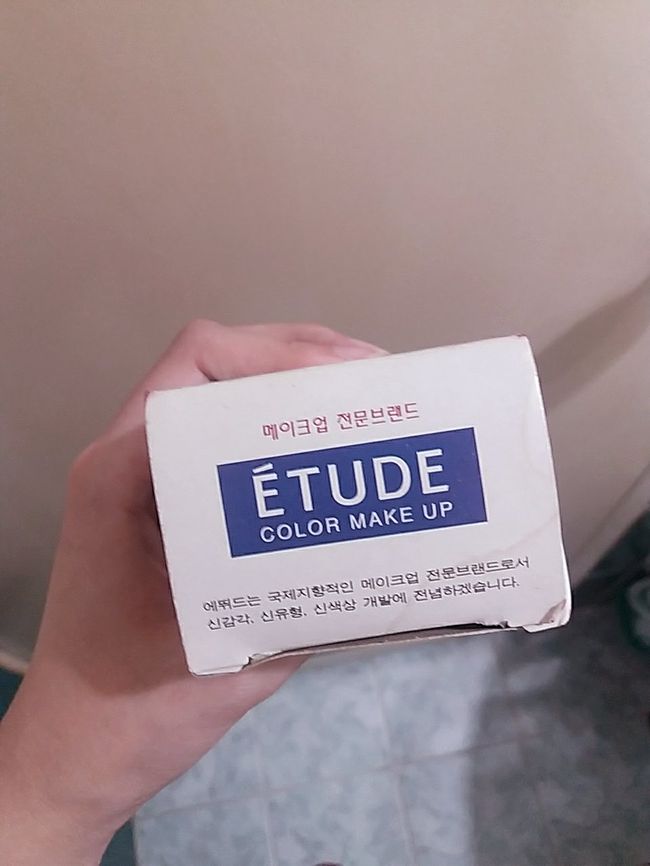 메이크업 전문브랜드
ÉTUDE
COLOR MAKE UP
에뛰드는 국제지향적인 메이크업 전문브랜드로서
신감각, 신유형, 신색상 개발에 전념하겠습니다.